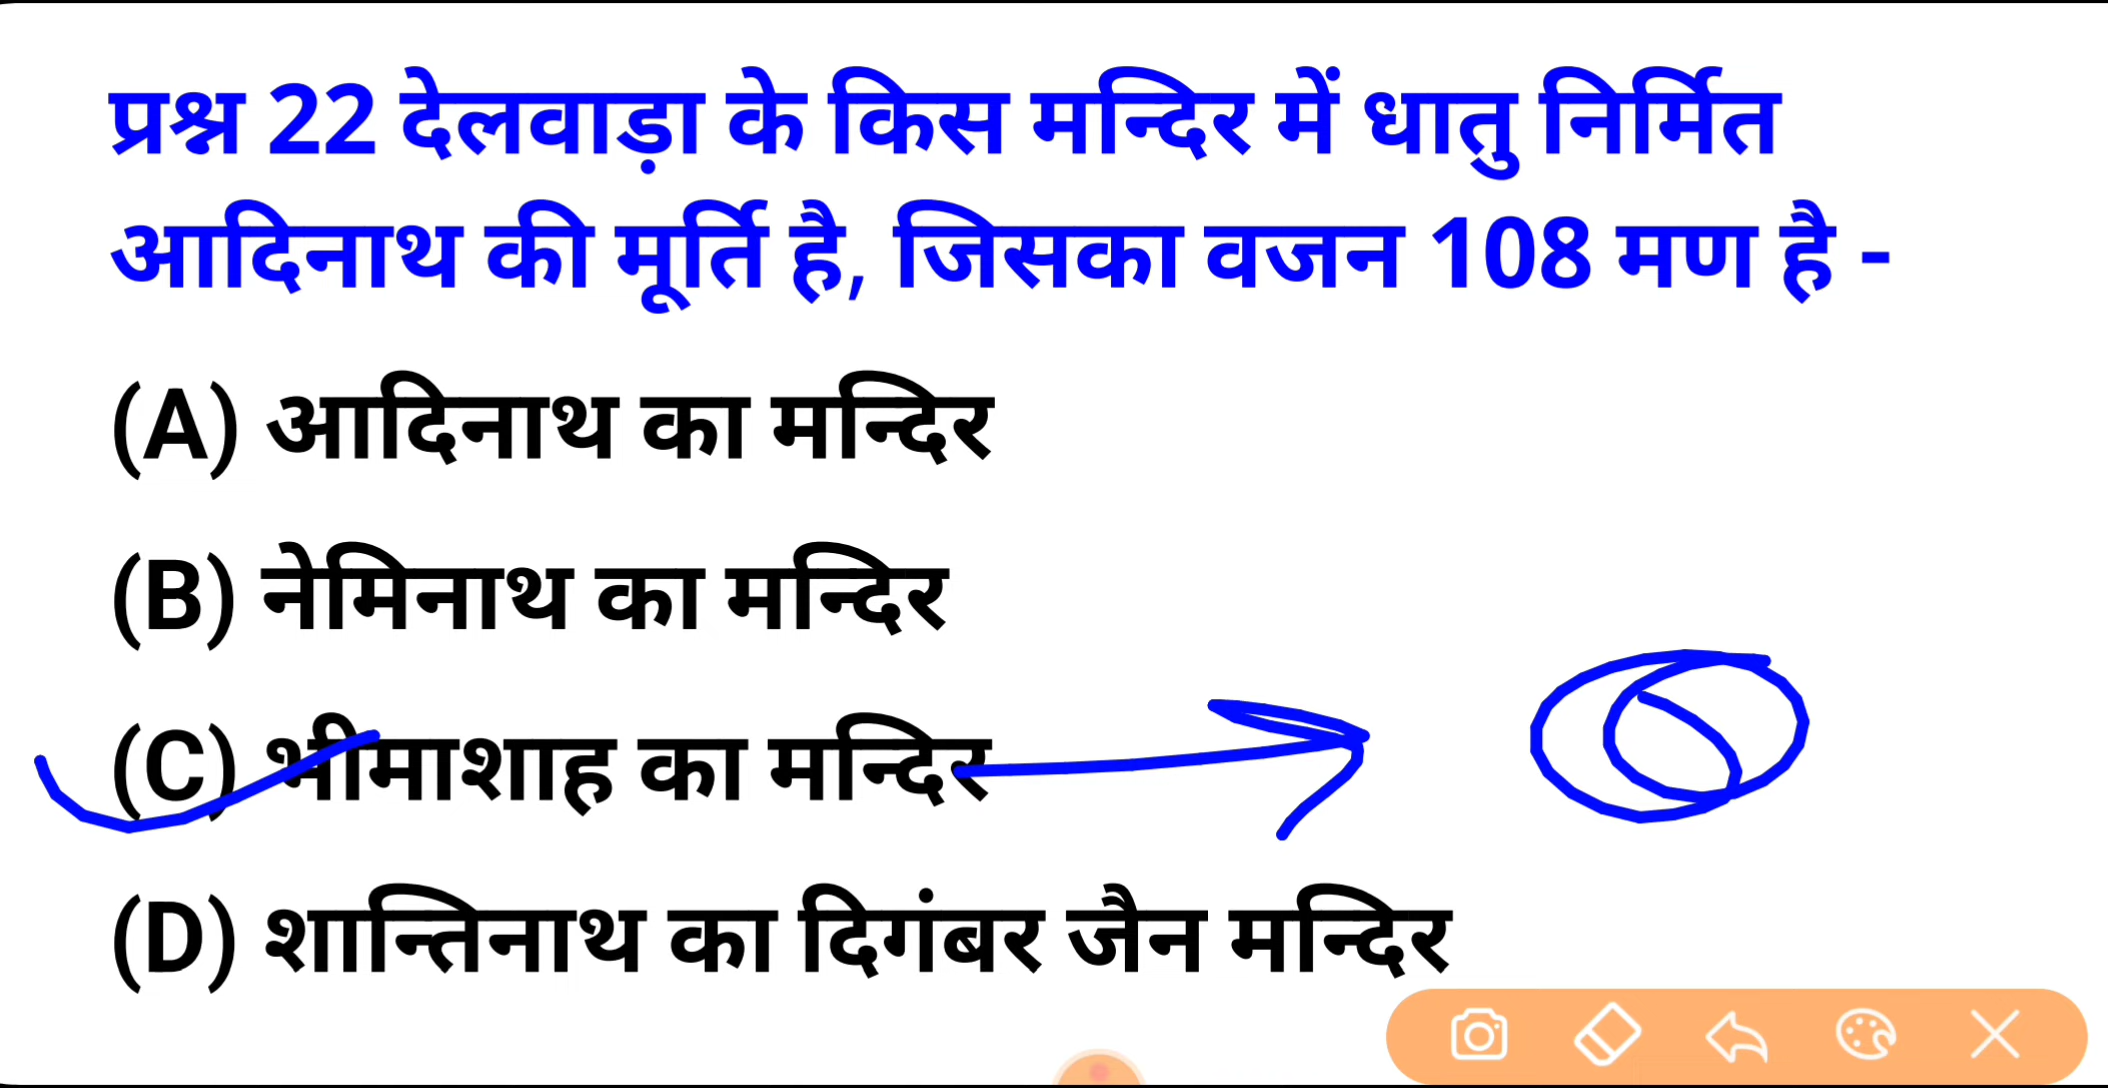 प्रश्न 22 देलवाड़ा के किस मन्दिर में धातु निर्मित
आदिनाथ की मूर्ति है, जिसका वजन 108 मण है -
(A) आदिनाथ का मन्दिर
(B) नेमिनाथ का मन्दिर
(C) भीमाशाह का मन्दिर
(D) शान्तिनाथ का दिगंबर जैन मन्दिर